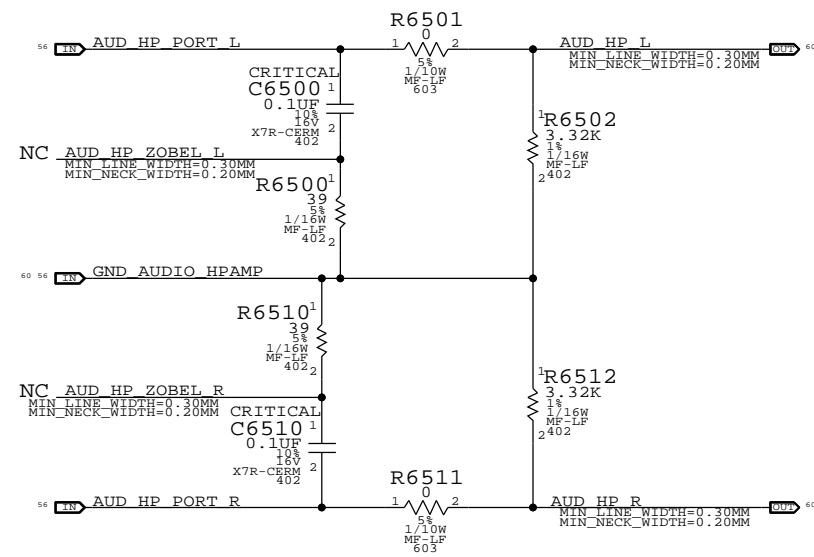 R6501
0
56 IN AUD_HP_PORT_L 1 2 AUD_HP_L OUT 60
MIN_LINE_WIDTH=0.30MM
MIN_NECK_WIDTH=0.20MM
5%
1/10W
MF-LF
603
CRITICAL
C6500 1
0.1UF
10%
16V
X7R-CERM 2
402
1 R6502
3.32K
1%
1/16W
MF-LF
2 402
NC AUD_HP_ZOBEL_L
MIN_LINE_WIDTH=0.30MM
MIN_NECK_WIDTH=0.20MM
R6500 1
39
5%
1/16W
MF-LF
402 2
60 56 IN GND_AUDIO_HPAMP
R6510 1
39
5%
1/16W
MF-LF
402 2
1 R6512
3.32K
1%
1/16W
MF-LF
2 402
NC AUD_HP_ZOBEL_R
MIN_LINE_WIDTH=0.30MM
MIN_NECK_WIDTH=0.20MM
CRITICAL
C6510 1
0.1UF
10%
16V
X7R-CERM 2
402
R6511
0
56 IN AUD_HP_PORT_R 1 2 AUD_HP_R OUT 60
MIN_LINE_WIDTH=0.30MM
MIN_NECK_WIDTH=0.20MM
5%
1/10W
MF-LF
603